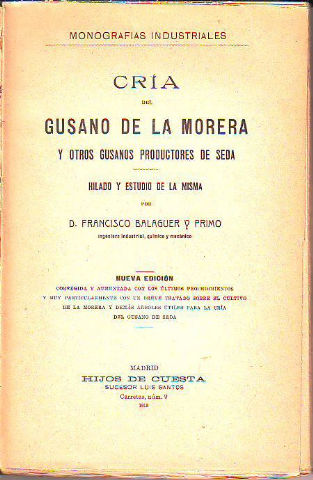 MONOGRAFIAS INDUSTRIALES
CRÍA
DEL
GUSANO DE LA MORERA
Y OTROS GUSANOS PRODUCTORES DE SEDA
HILADO Y ESTUDIO DE LA MISMA
POR
D. FRANCISCO BALAGUER Y PRIMO
Ingeniero industrial, químico y mecánico
NUEVA EDICIÓN
CORREGIDA Y AUMENTADA CON LOS ÚLTIMOS PROCEDIMIENTOS
Y MUY PARTICULARMENTE CON UN BREVE TRATADO SOBRE EL CULTIVO
DE LA MORERA Y DEMÁS ÁRBOLES ÚTILES PARA LA CRÍA
DEL GUSANO DE SEDA
MADRID
HIJOS DE CUESTA
SUCESOR LUIS SANTOS
Carretas, núm. 9